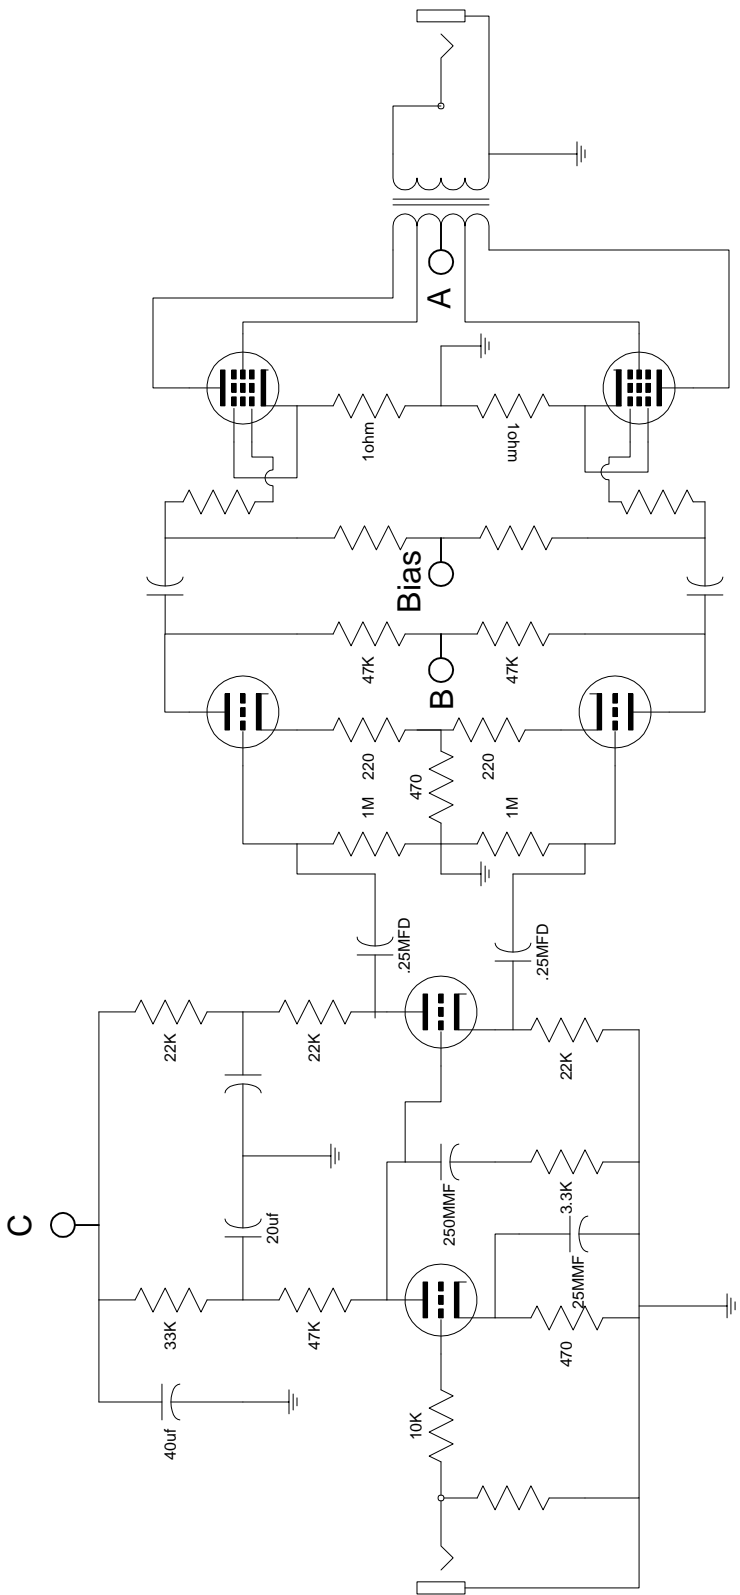 A
1ohm
1ohm
Bias
47K
B
47K
220
220
470
1M
1M
.25MFD
.25MFD
22K
22K
22K
C
20uf
250MMF
3.3K
25MMF
33K
47K
470
40uf
10K